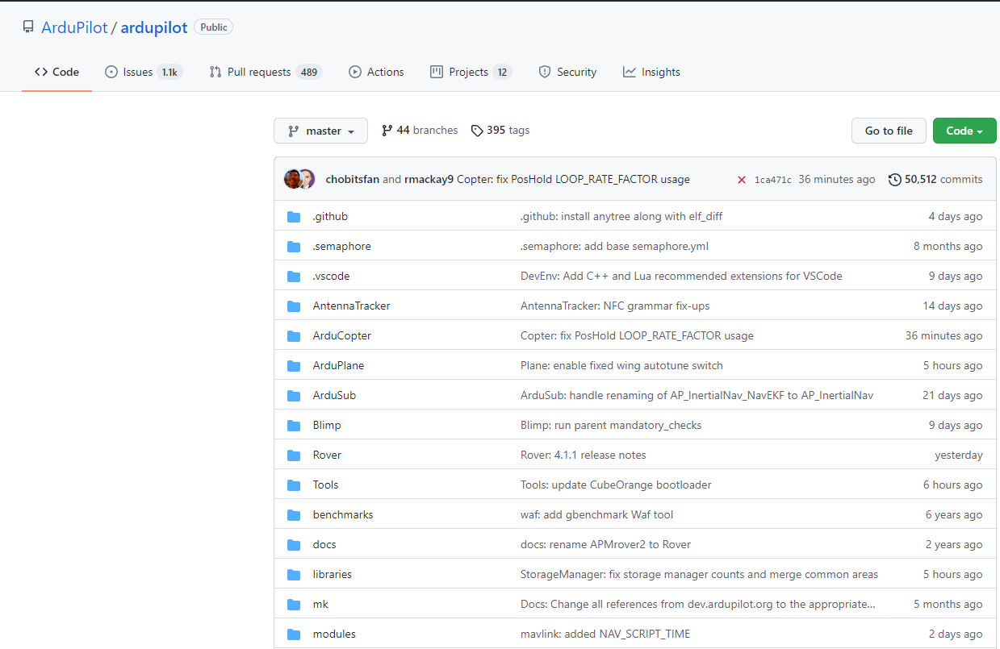 ArduPilot / ardupilot Public
Code Issues 1.1k Pull requests 489 Actions Projects 12 Security Insights
master 44 branches 395 tags Go to file Code
chobitsfan and rmackay9 Copter: fix PosHold LOOP_RATE_FACTOR usage 1ca471c 36 minutes ago 50,512 commits
.github .github: install anytree along with elf_diff 4 days ago
.semaphore .semaphore: add base semaphore.yml 8 months ago
.vscode DevEnv: Add C++ and Lua recommended extensions for VSCode 9 days ago
AntennaTracker AntennaTracker: NFC grammar fix-ups 14 days ago
ArduCopter Copter: fix PosHold LOOP_RATE_FACTOR usage 36 minutes ago
ArduPlane Plane: enable fixed wing autotune switch 5 hours ago
ArduSub ArduSub: handle renaming of AP_InertialNav_NavEKF to AP_InertialNav 21 days ago
Blimp Blimp: run parent mandatory_checks 9 days ago
Rover Rover: 4.1.1 release notes yesterday
Tools Tools: update CubeOrange bootloader 6 hours ago
benchmarks waf: add gbenchmark Waf tool 6 years ago
docs docs: rename APMrover2 to Rover 2 years ago
libraries StorageManager: fix storage manager counts and merge common areas 5 hours ago
mk Docs: Change all references from dev.ardupilot.org to the appropriate... 5 months ago
modules mavlink: added NAV_SCRIPT_TIME 2 days ago